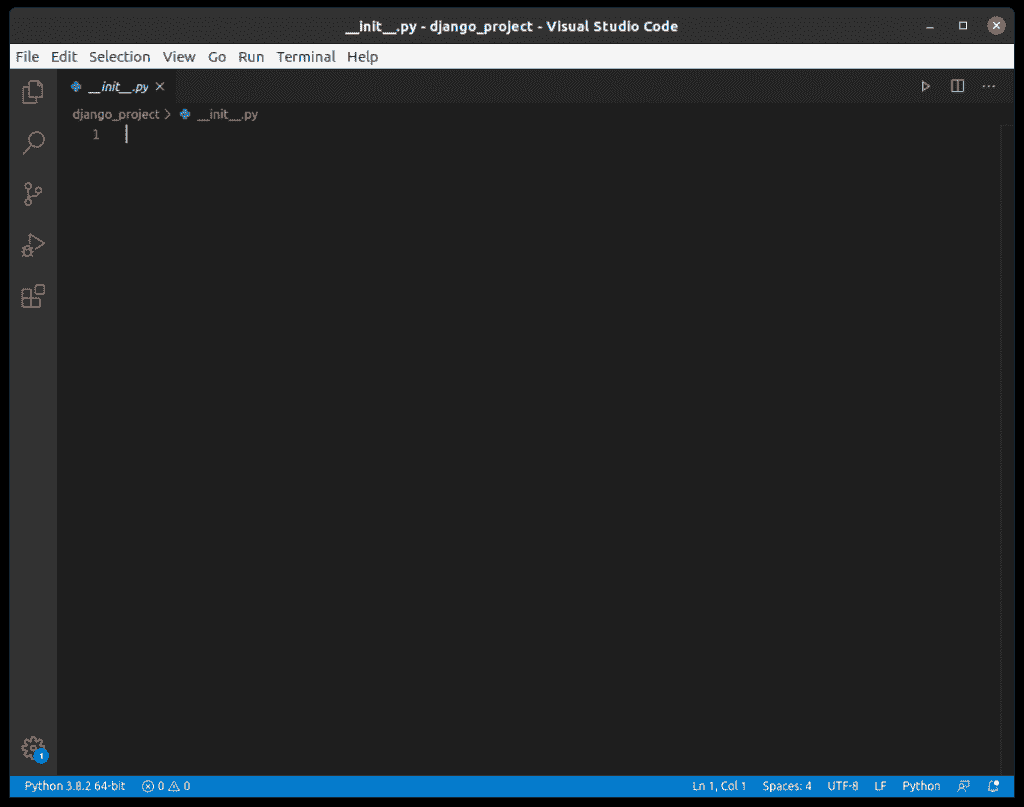 __init__.py - django_project - Visual Studio Code
File Edit Selection View Go Run Terminal Help
__init__.py
django_project > __init__.py
1
1
Python 3.8.2 64-bit 0 0 Ln 1, Col 1 Spaces: 4 UTF-8 LF Python